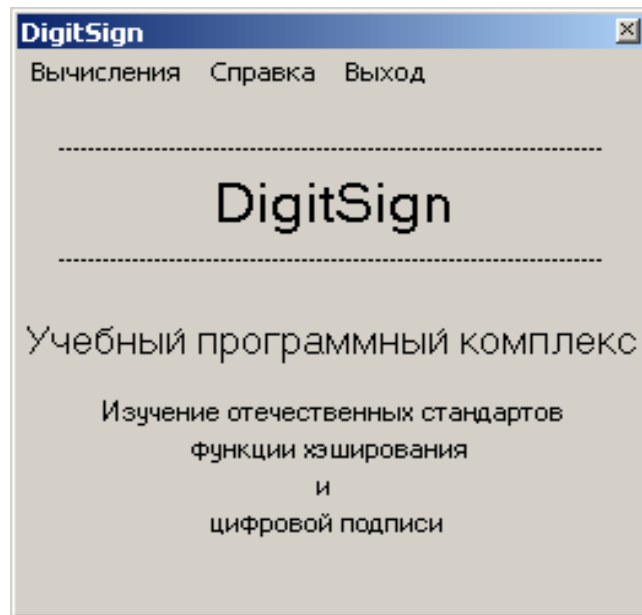 DigitSign
Вычисления Справка Выход
DigitSign
Учебный программный комплекс
Изучение отечественных стандартов
функции хэширования
и
цифровой подписи